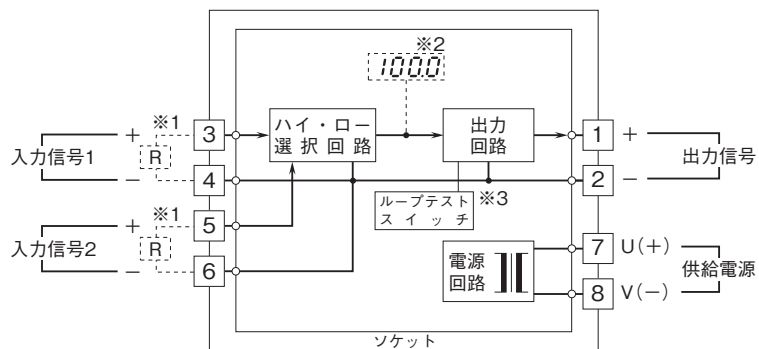 ※2
100.0
入力信号1
+
※1
R
−
3
4
ハイ・ロー
選択回路
出力
回路
1
+
2
−
出力信号
ループテスト
スイッチ
※3
入力信号2
+
※1
R
−
5
6
電源
回路
7
U(+)
8
V(−)
供給電源
ソケット